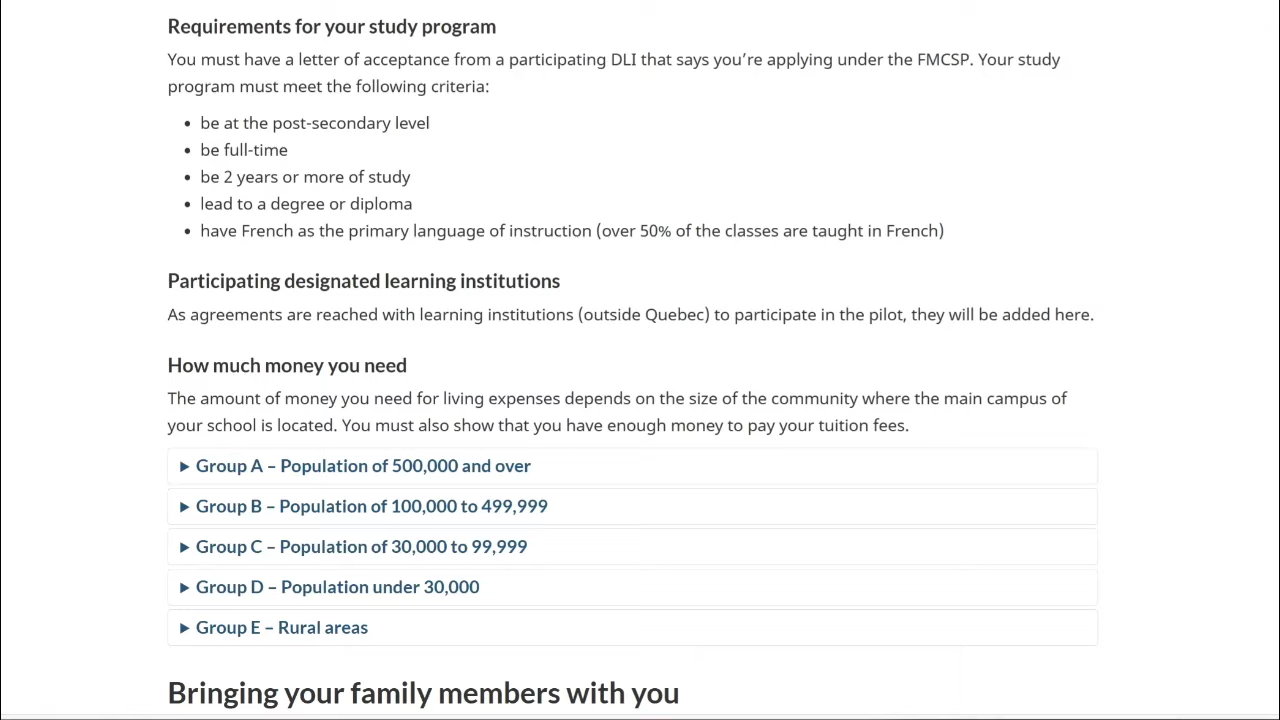 Requirements for your study program
You must have a letter of acceptance from a participating DLI that says you’re applying under the FMCSP. Your study
program must meet the following criteria:
• be at the post-secondary level
• be full-time
• be 2 years or more of study
• lead to a degree or diploma
• have French as the primary language of instruction (over 50% of the classes are taught in French)
Participating designated learning institutions
As agreements are reached with learning institutions (outside Quebec) to participate in the pilot, they will be added here.
How much money you need
The amount of money you need for living expenses depends on the size of the community where the main campus of
your school is located. You must also show that you have enough money to pay your tuition fees.
▶ Group A – Population of 500,000 and over
▶ Group B – Population of 100,000 to 499,999
▶ Group C – Population of 30,000 to 99,999
▶ Group D – Population under 30,000
▶ Group E – Rural areas
Bringing your family members with you